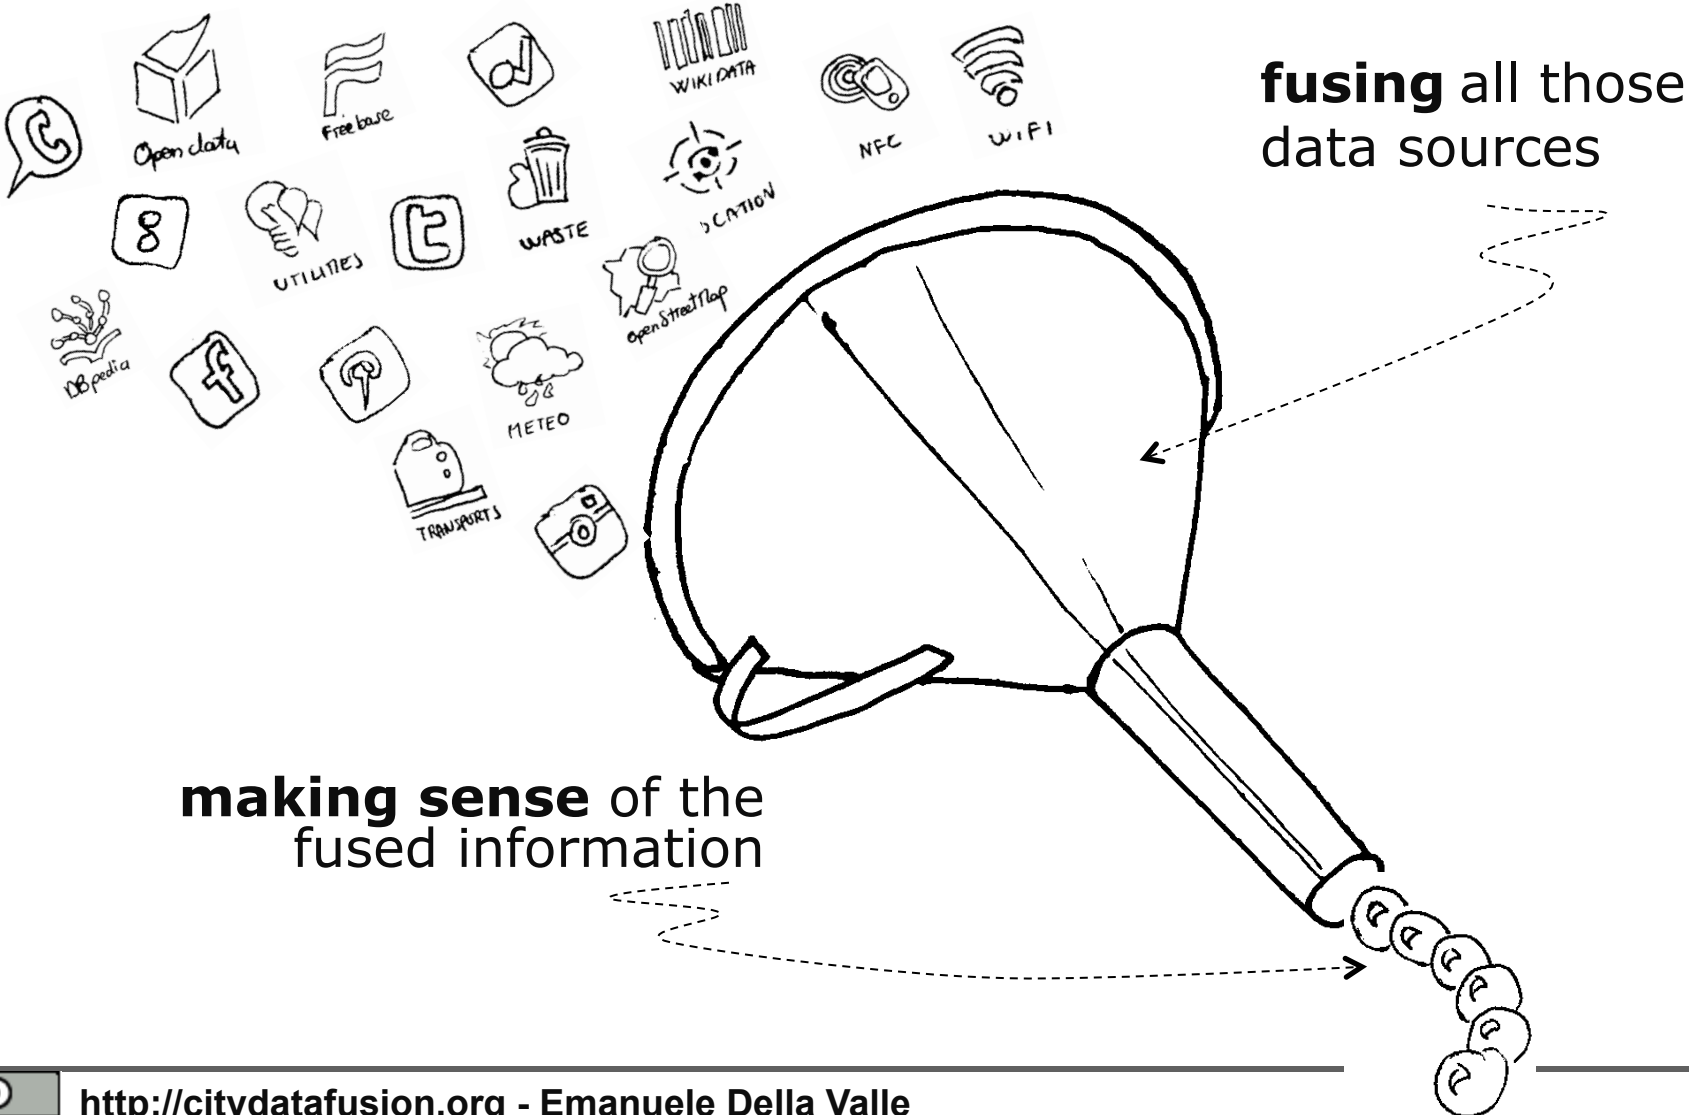 fusing all those
data sources
WIKIDATA
Freebase
Open data
NFC
WiFi
WASTE
CATION
UTILITIES
OpenStreetMap
DBpedia
METEO
TRANSPORTS
making sense of the
fused information
http://citydatafusion.org - Emanuele Della Valle